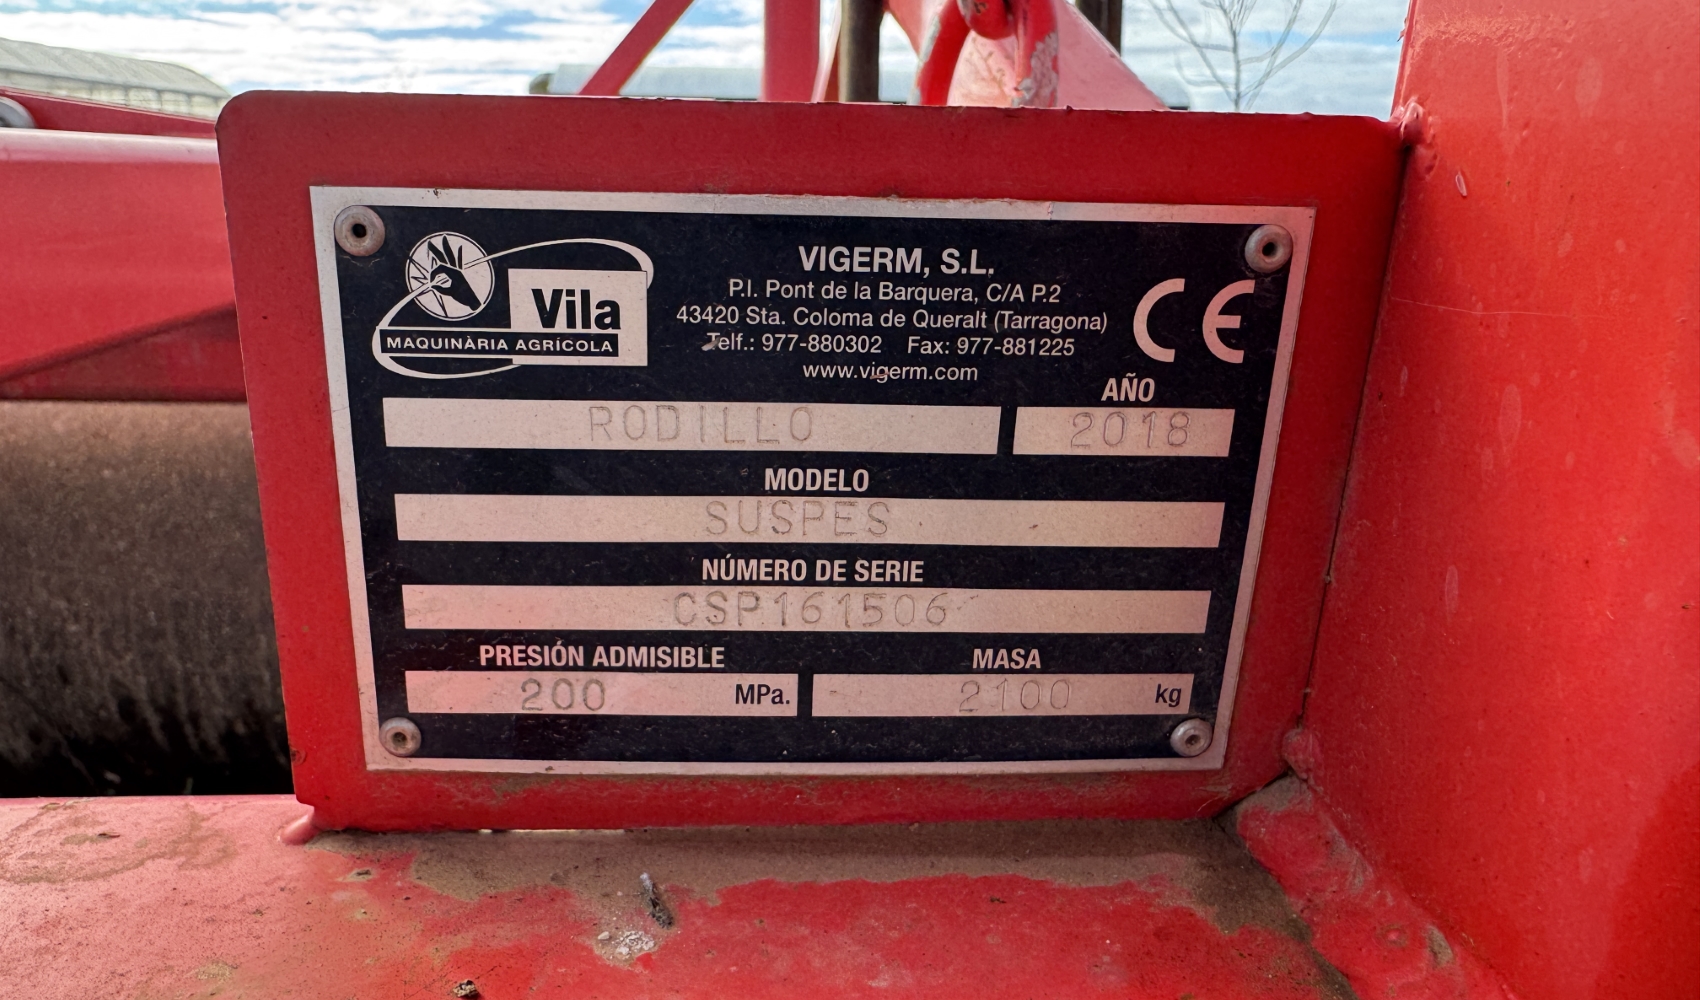 Vila
MAQUINÀRIA AGRÍCOLA
VIGERM, S.L.
P.I. Pont de la Barquera, C/A P.2
43420 Sta. Coloma de Queralt (Tarragona)
Telf.: 977-880302 Fax: 977-881225
www.vigerm.com
CE
AÑO
RODILLO 2018
MODELO
SUSPES
NÚMERO DE SERIE
CSP161506
PRESIÓN ADMISIBLE MASA
200 MPa. 2100 kg